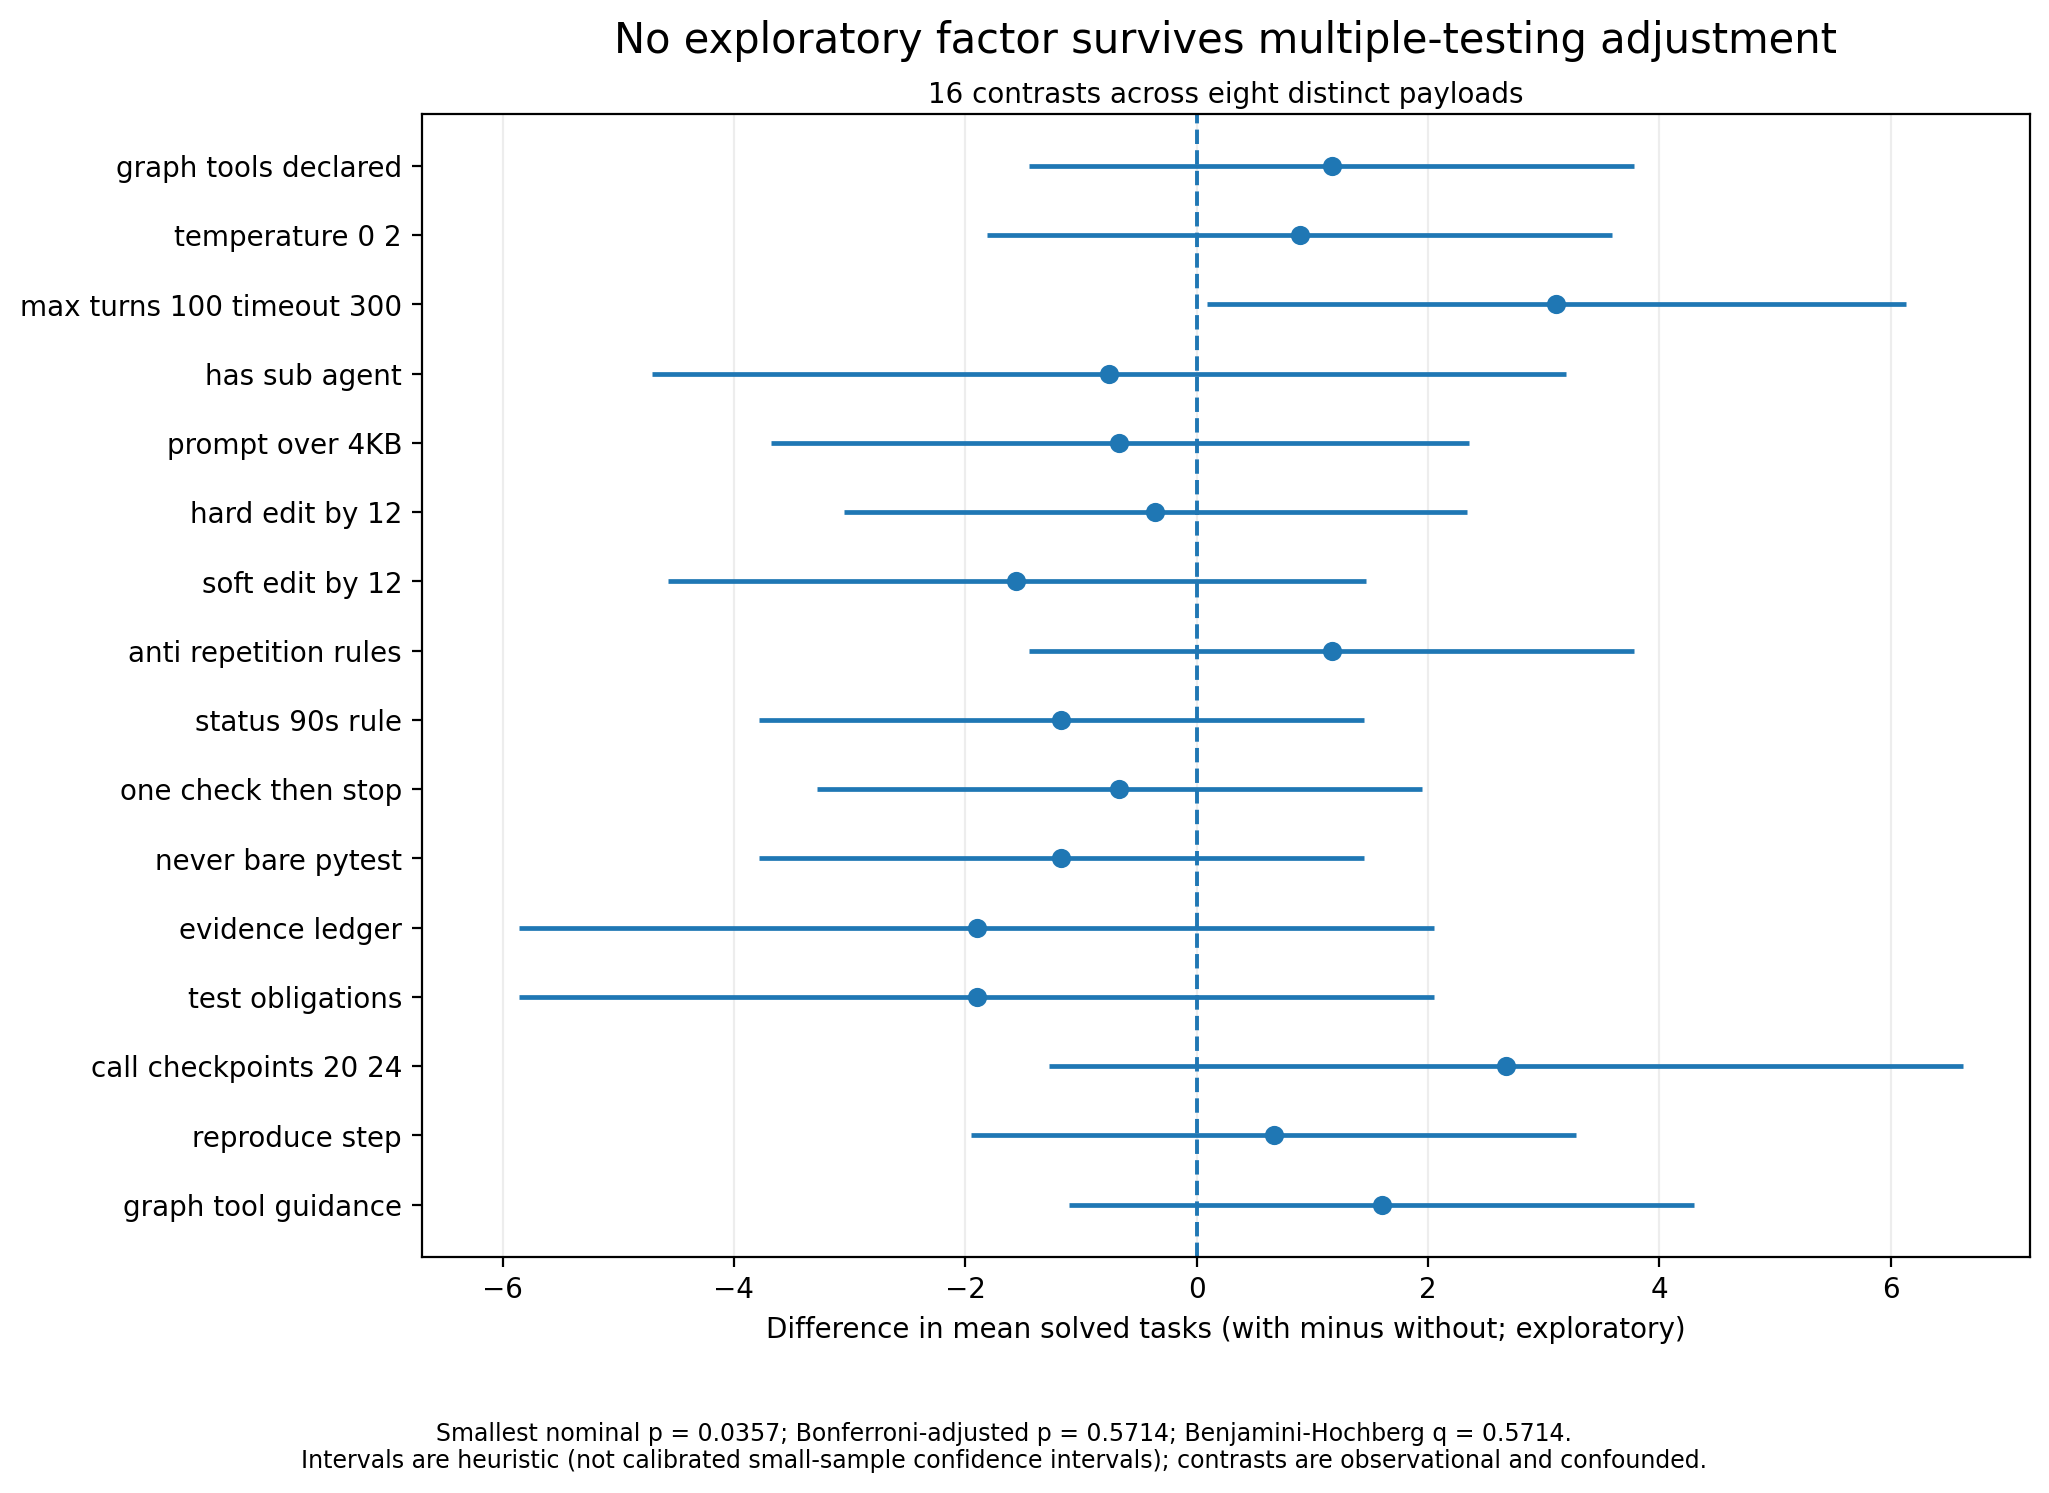 No exploratory factor survives multiple-testing adjustment
16 contrasts across eight distinct payloads
graph tools declared
temperature 0 2
max turns 100 timeout 300
has sub agent
prompt over 4KB
hard edit by 12
soft edit by 12
anti repetition rules
status 90s rule
one check then stop
never bare pytest
evidence ledger
test obligations
call checkpoints 20 24
reproduce step
graph tool guidance
−6 −4 −2 0 2 4 6
Difference in mean solved tasks (with minus without; exploratory)
Smallest nominal p = 0.0357; Bonferroni-adjusted p = 0.5714; Benjamini-Hochberg q = 0.5714.
Intervals are heuristic (not calibrated small-sample confidence intervals); contrasts are observational and confounded.